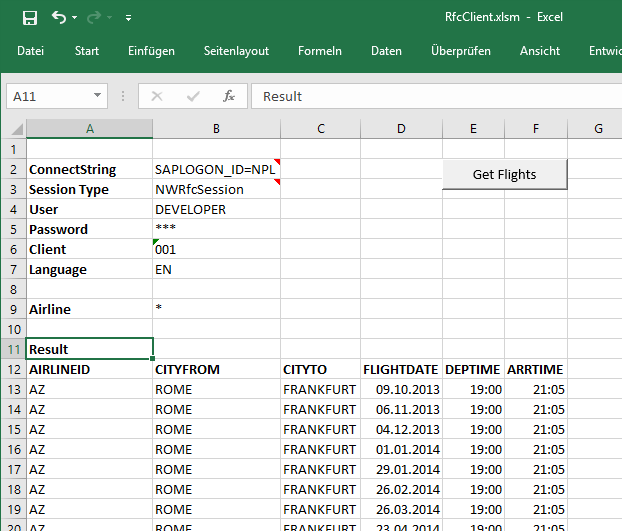 RfcClient.xlsm - Excel
Datei Start Einfügen Seitenlayout Formeln Daten Überprüfen Ansicht Entwic
A11 fx Result
A B C D E F G
1
2 ConnectString SAPLOGON_ID=NPL Get Flights
3 Session Type NWRfcSession
4 User DEVELOPER
5 Password ***
6 Client 001
7 Language EN
8
9 Airline *
10
11 Result
12 AIRLINEID CITYFROM CITYTO FLIGHTDATE DEPTIME ARRTIME
13 AZ ROME FRANKFURT 09.10.2013 19:00 21:05
14 AZ ROME FRANKFURT 06.11.2013 19:00 21:05
15 AZ ROME FRANKFURT 04.12.2013 19:00 21:05
16 AZ ROME FRANKFURT 01.01.2014 19:00 21:05
17 AZ ROME FRANKFURT 29.01.2014 19:00 21:05
18 AZ ROME FRANKFURT 26.02.2014 19:00 21:05
19 AZ ROME FRANKFURT 26.03.2014 19:00 21:05
20 AZ ROME FRANKFURT 23.04.2014 19:00 21:05